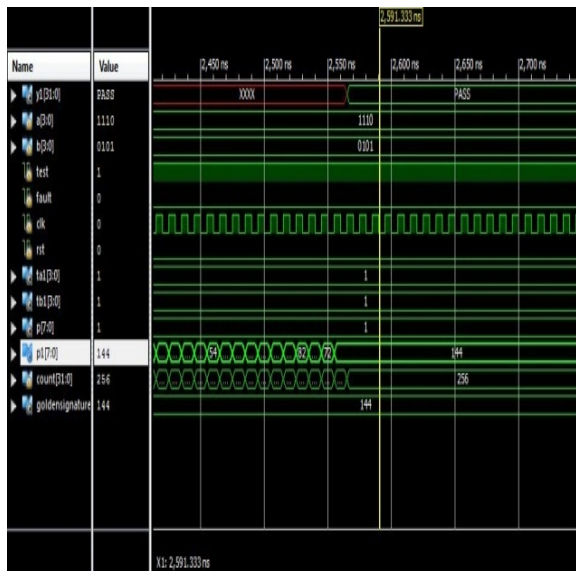 2,591.333 ns
Name Value 2,450 ns 2,500 ns 2,550 ns 2,600 ns 2,650 ns 2,700 ns
y1[31:0] PASS XXXX PASS
a[3:0] 1110 1110
b[3:0] 0101 0101
test 1
fault 0
clk 0
rst 0
ta1[3:0] 1 1
tb1[3:0] 1 1
p[7:0] 1 1
p1[7:0] 144 ... ... ... ... 54 ... ... ... ... ... ... 82 ... 72 144
count[31:0] 256 ... ... ... ... ... ... ... ... ... ... ... ... ... ... ... 256
goldensignature 144 144
X1: 2,591.333 ns